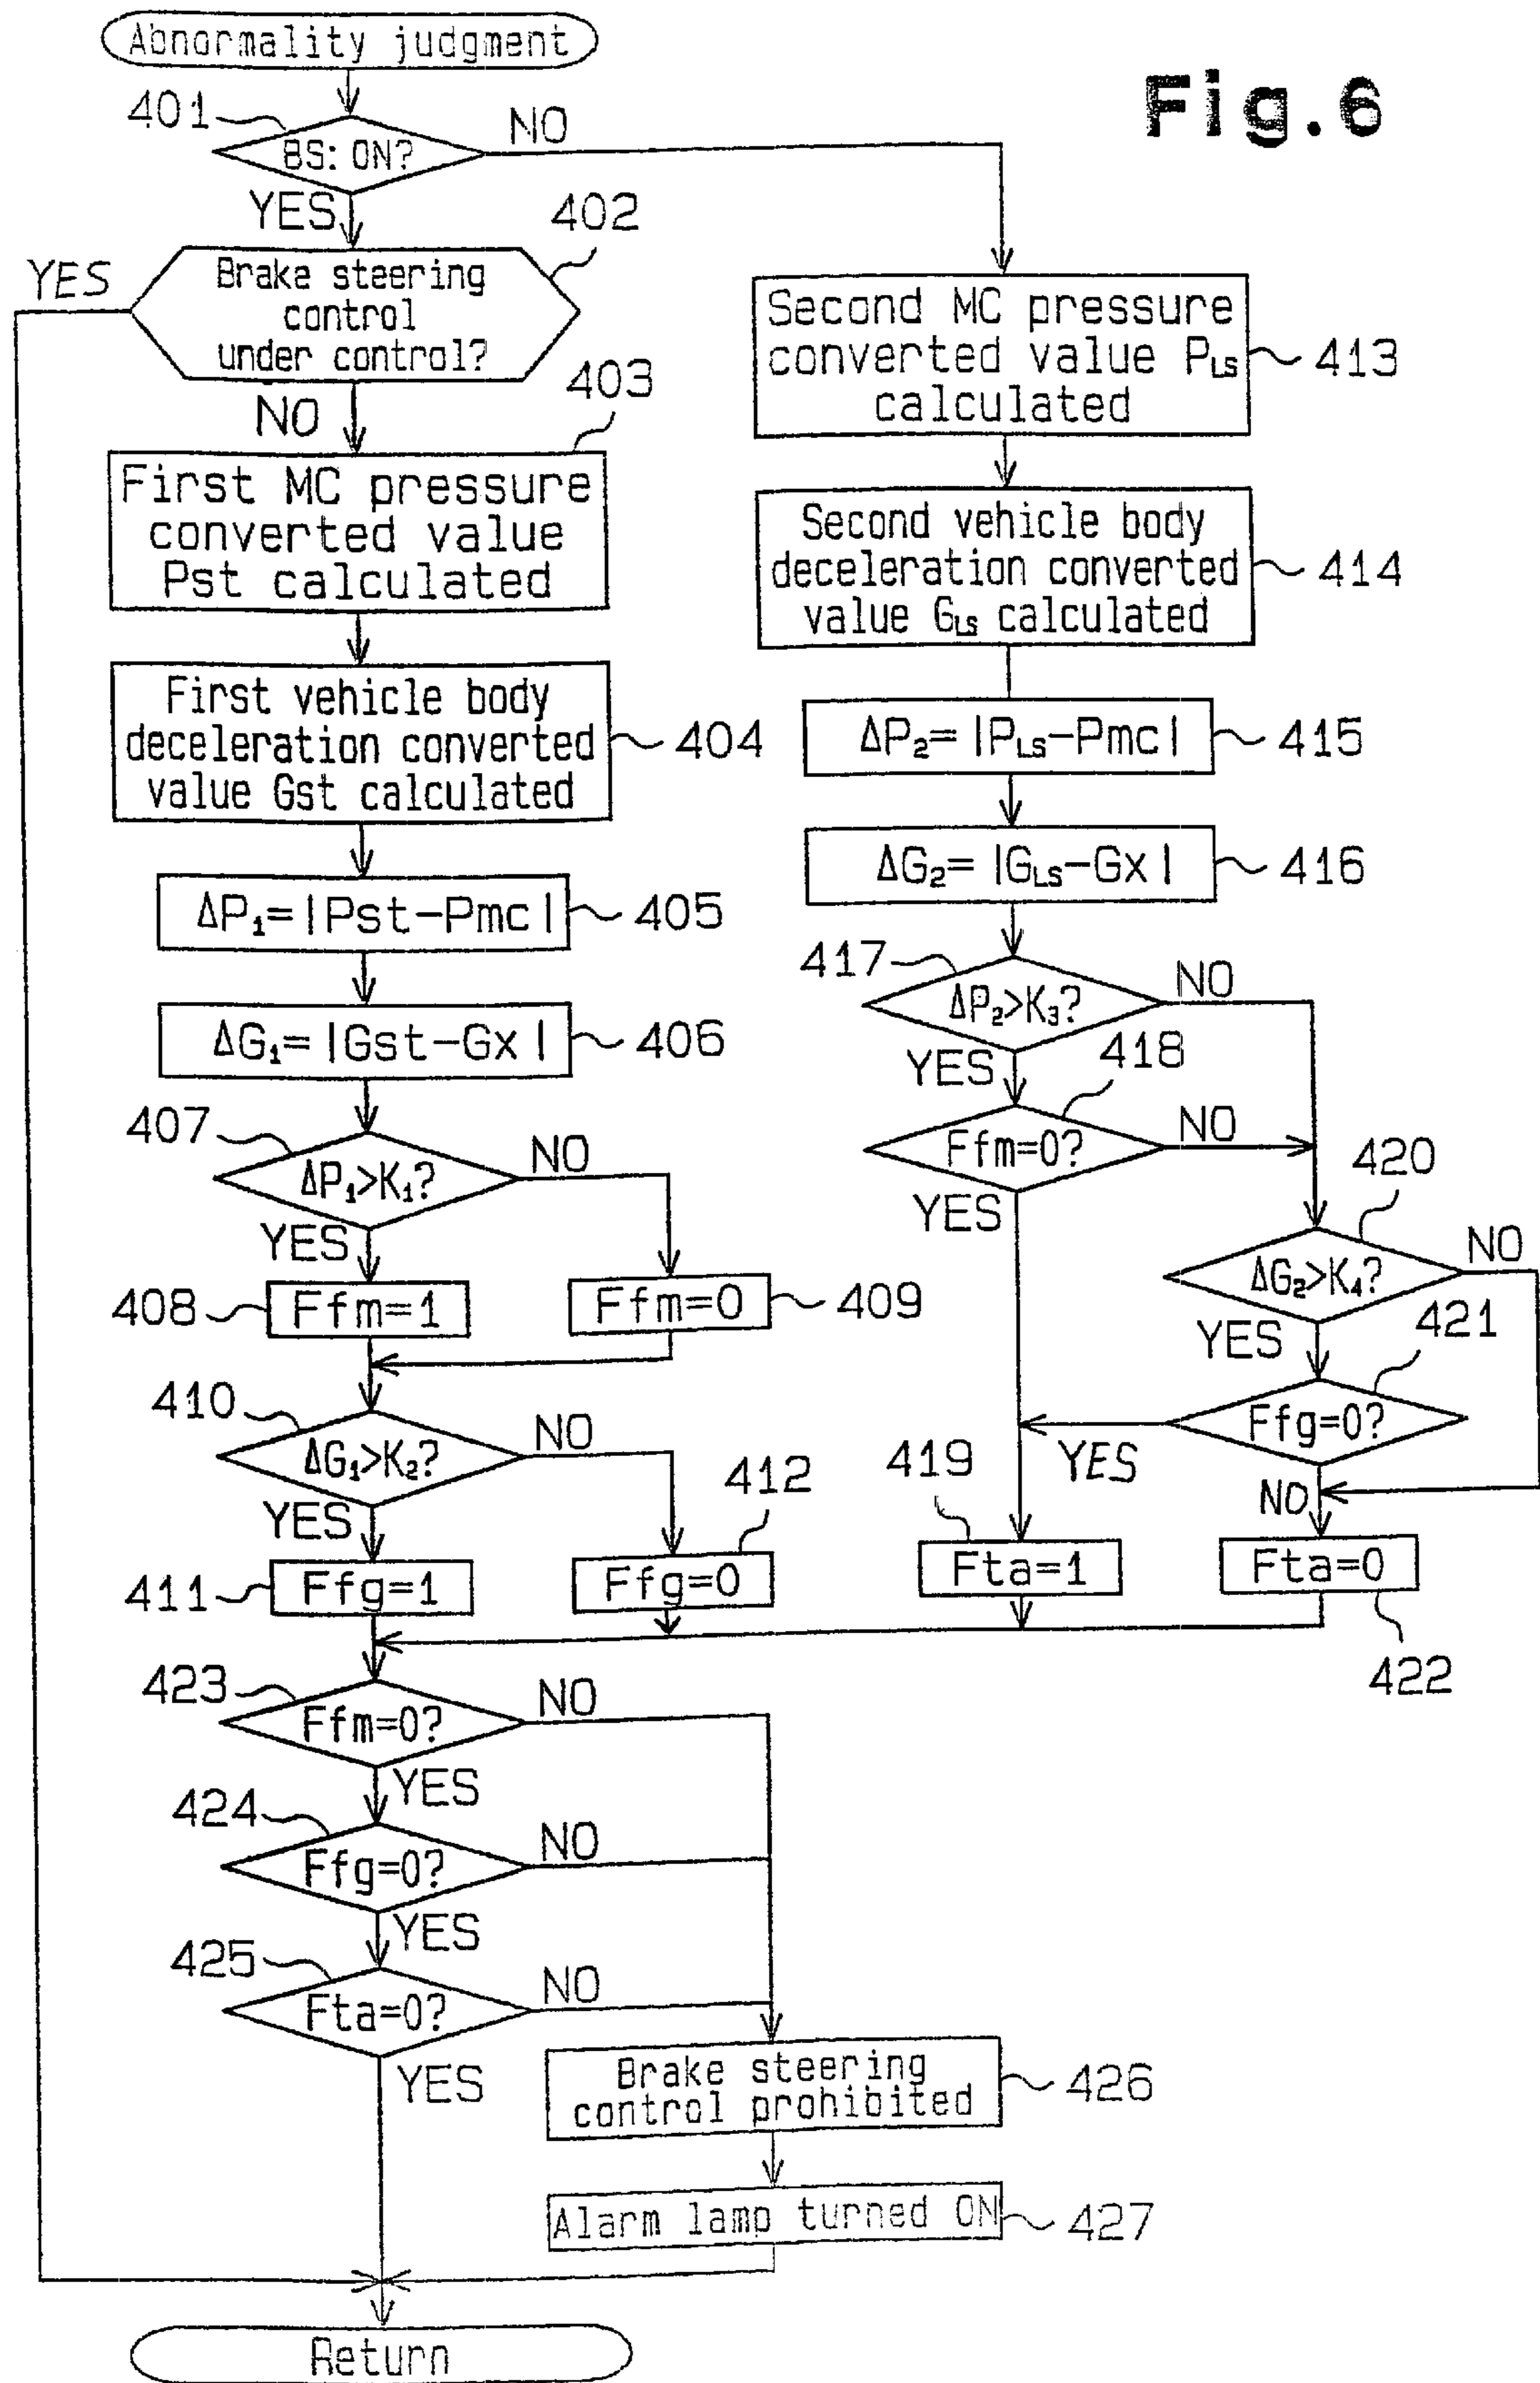 Fig.6
Abnormality judgment
401
BS: ON?
NO
YES
402
Brake steering
control
under control?
YES
NO
403
First MC pressure
converted value
Pst calculated
First vehicle body
deceleration converted
value Gst calculated
404
ΔP₁=|Pst-Pmc|
405
ΔG₁=|Gst-Gx|
406
407
ΔP₁>K₁?
NO
YES
408
Ffm=1
Ffm=0
409
410
ΔG₁>K₂?
NO
YES
411
Ffg=1
412
Ffg=0
Second MC pressure
converted value PLS
calculated
413
Second vehicle body
deceleration converted
value GLS calculated
414
ΔP₂=|PLS-Pmc|
415
ΔG₂=|GLS-Gx|
416
417
ΔP₂>K₃?
NO
YES
418
Ffm=0?
NO
YES
420
ΔG₂>K₄?
NO
YES
421
Ffg=0?
YES
NO
419
Fta=1
Fta=0
422
423
Ffm=0?
NO
YES
424
Ffg=0?
NO
YES
425
Fta=0?
NO
YES
Brake steering
control prohibited
426
Alarm lamp turned ON
427
Return